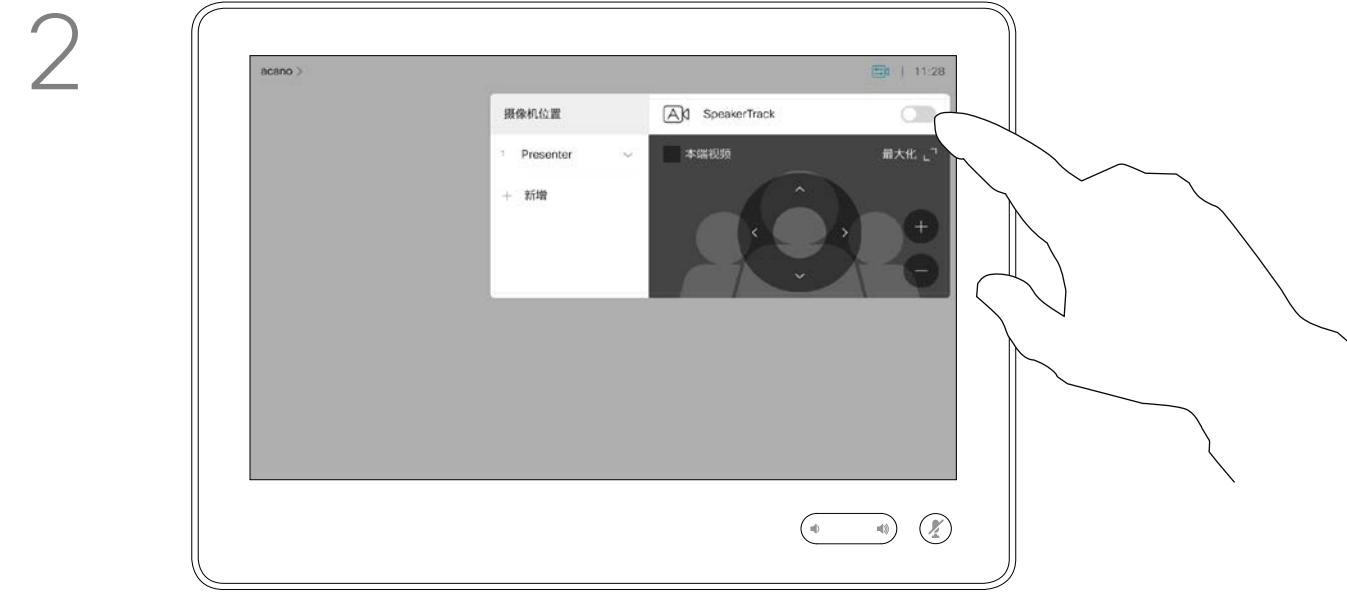 2
acano >
11:28
摄像机位置
A SpeakerTrack
1 Presenter
本端视频 最大化
+ 新增